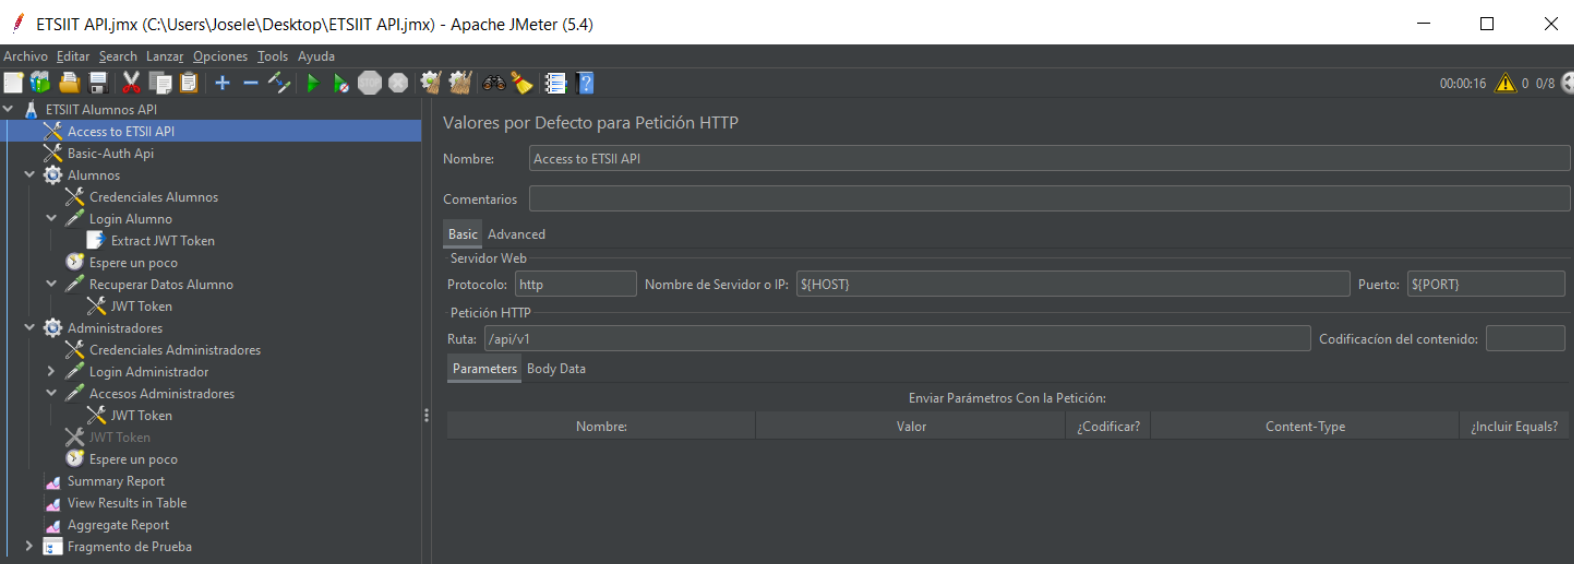 ETSIIT API.jmx (C:\Users\Josele\Desktop\ETSIIT API.jmx) - Apache JMeter (5.4)
Archivo Editar Search Lanzar Opciones Tools Ayuda
STOP
00:00:16 0 0/8
ETSIIT Alumnos API
Access to ETSII API
Basic-Auth Api
Alumnos
Credenciales Alumnos
Login Alumno
Extract JWT Token
Espere un poco
Recuperar Datos Alumno
JWT Token
Administradores
Credenciales Administradores
Login Administrador
Accesos Administradores
JWT Token
JWT Token
Espere un poco
Summary Report
View Results in Table
Aggregate Report
Fragmento de Prueba
Valores por Defecto para Petición HTTP
Nombre: Access to ETSII API
Comentarios
Basic Advanced
Servidor Web
Protocolo: http Nombre de Servidor o IP: ${HOST} Puerto: ${PORT}
Petición HTTP
Ruta: /api/v1 Codificacíon del contenido:
Parameters Body Data
Enviar Parámetros Con la Petición:
Nombre: Valor ¿Codificar? Content-Type ¿Incluir Equals?